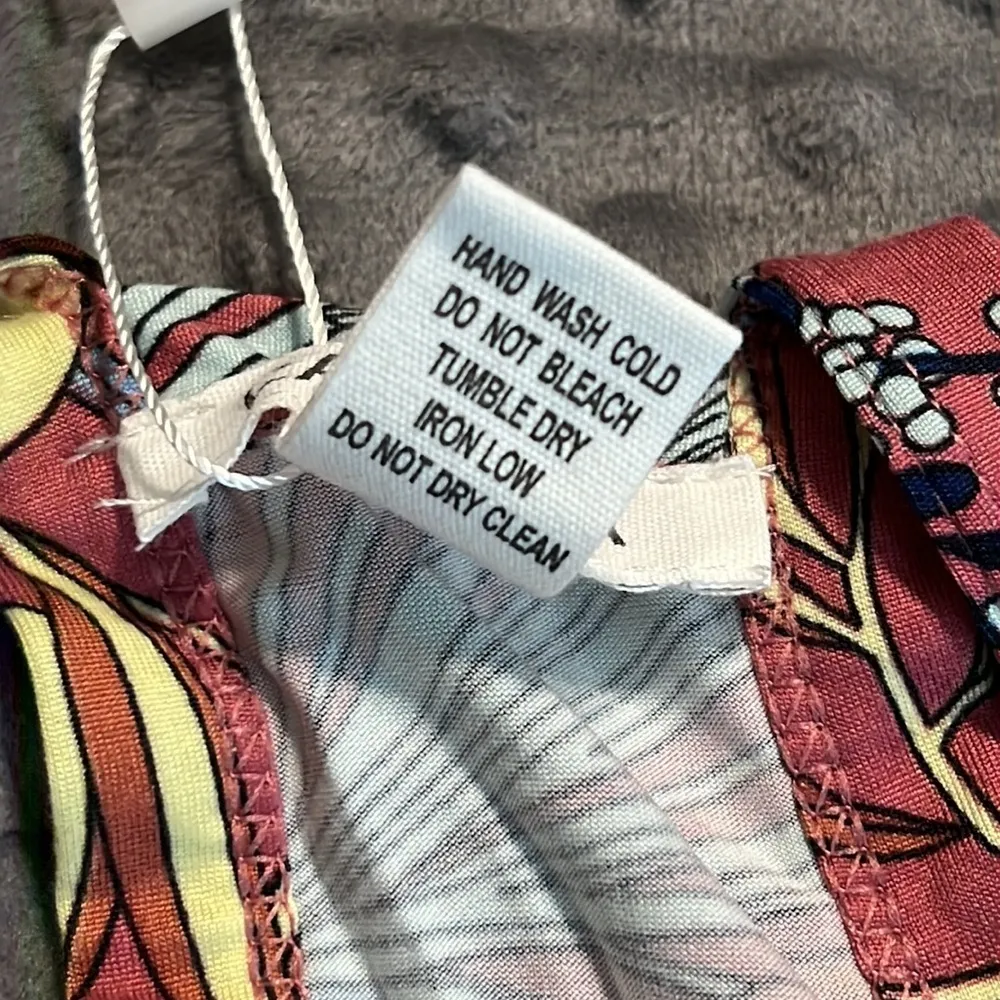 HAND WASH COLD
DO NOT BLEACH
TUMBLE DRY
IRON LOW
DO NOT DRY CLEAN